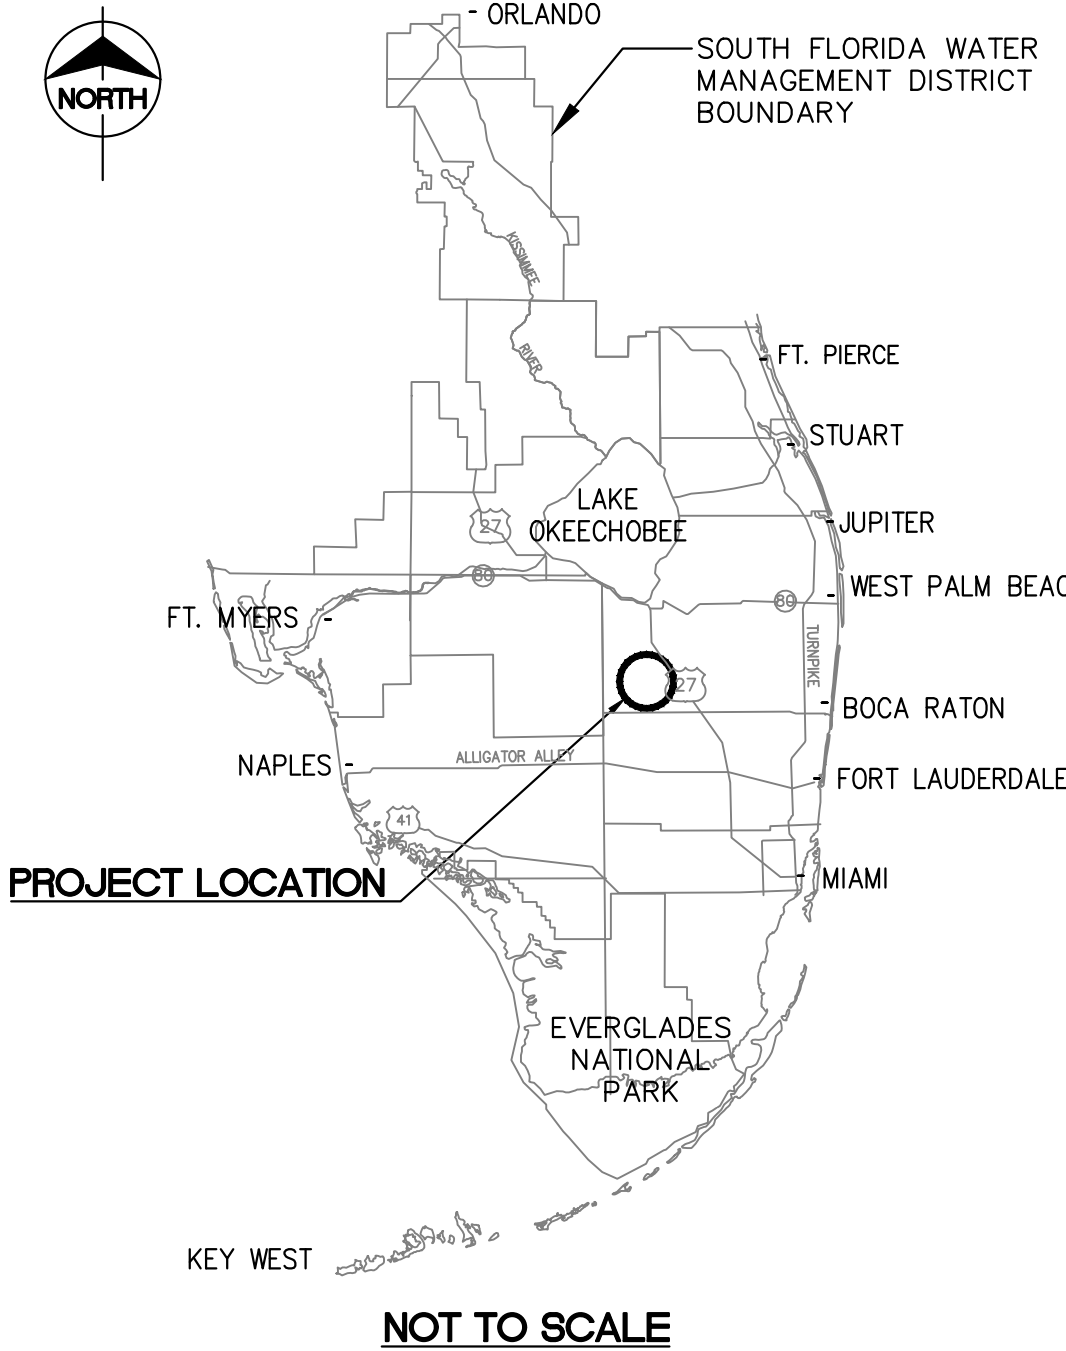 ORLANDO
SOUTH FLORIDA WATER
MANAGEMENT DISTRICT
BOUNDARY
NORTH
KISSIMMEE
RIVER
FT. PIERCE
STUART
LAKE
OKEECHOBEE
27
JUPITER
80
WEST PALM BEAC
80
FT. MYERS
TURNPIKE
27
BOCA RATON
ALLIGATOR ALLEY
NAPLES
FORT LAUDERDALE
41
PROJECT LOCATION
MIAMI
EVERGLADES
NATIONAL
PARK
KEY WEST
NOT TO SCALE